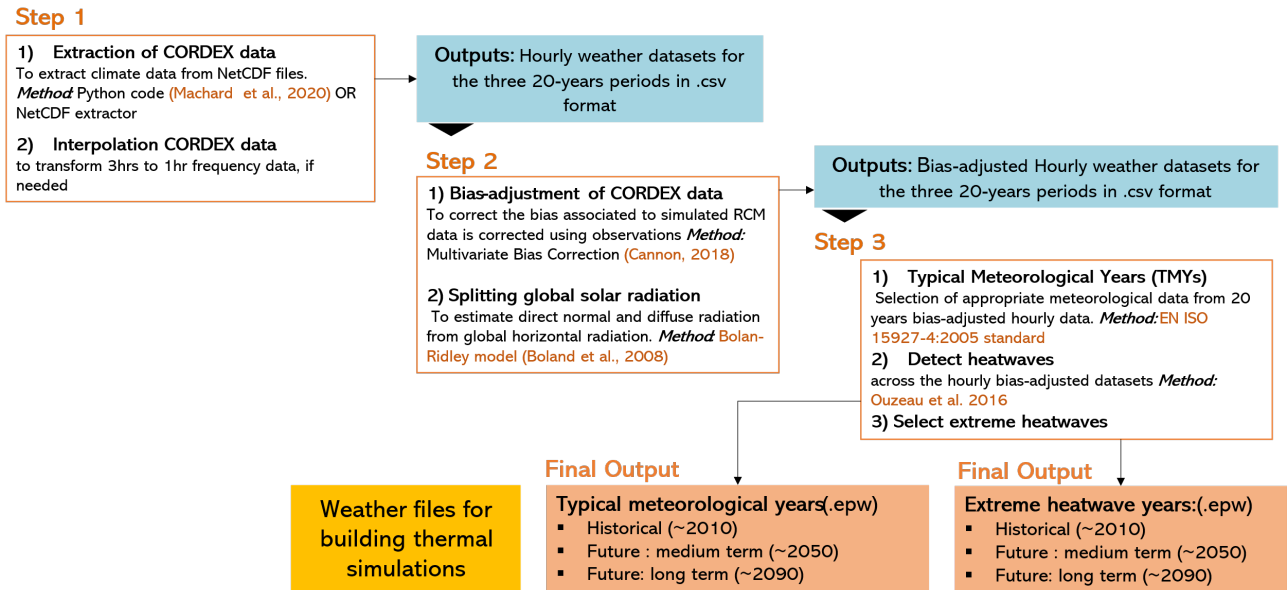 Step 1
1) Extraction of CORDEX data
To extract climate data from NetCDF files.
Method: Python code (Machard et al., 2020) OR
NetCDF extractor
2) Interpolation CORDEX data
to transform 3hrs to 1hr frequency data, if
needed
Outputs: Hourly weather datasets for
the three 20-years periods in .csv
format
Step 2
1) Bias-adjustment of CORDEX data
To correct the bias associated to simulated RCM
data is corrected using observations Method:
Multivariate Bias Correction (Cannon, 2018)
2) Splitting global solar radiation
To estimate direct normal and diffuse radiation
from global horizontal radiation. Method: Bolan-
Ridley model (Boland et al., 2008)
Outputs: Bias-adjusted Hourly weather datasets for
the three 20-years periods in .csv format
Step 3
1) Typical Meteorological Years (TMYs)
Selection of appropriate meteorological data from 20
years bias-adjusted hourly data. Method:EN ISO
15927-4:2005 standard
2) Detect heatwaves
across the hourly bias-adjusted datasets Method:
Ouzeau et al. 2016
3) Select extreme heatwaves
Weather files for
building thermal
simulations
Final Output
Typical meteorological years(.epw)
▪ Historical (~2010)
▪ Future : medium term (~2050)
▪ Future: long term (~2090)
Final Output
Extreme heatwave years:(.epw)
▪ Historical (~2010)
▪ Future : medium term (~2050)
▪ Future: long term (~2090)